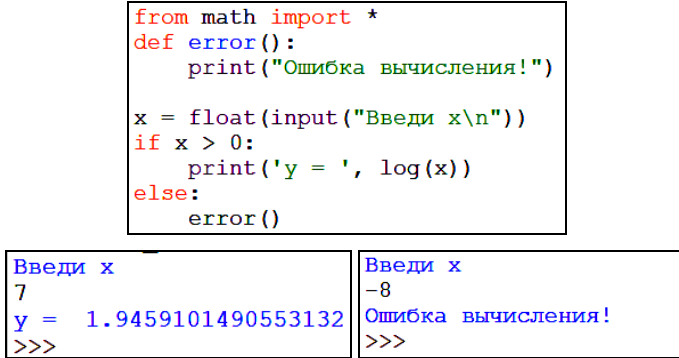 from math import *
def error():
    print("Ошибка вычисления!")
x = float(input("Введи x\n"))
if x > 0:
    print('y = ', log(x))
else:
    error()
Введи x
7
y =  1.9459101490553132
>>>
Введи x
-8
Ошибка вычисления!
>>>